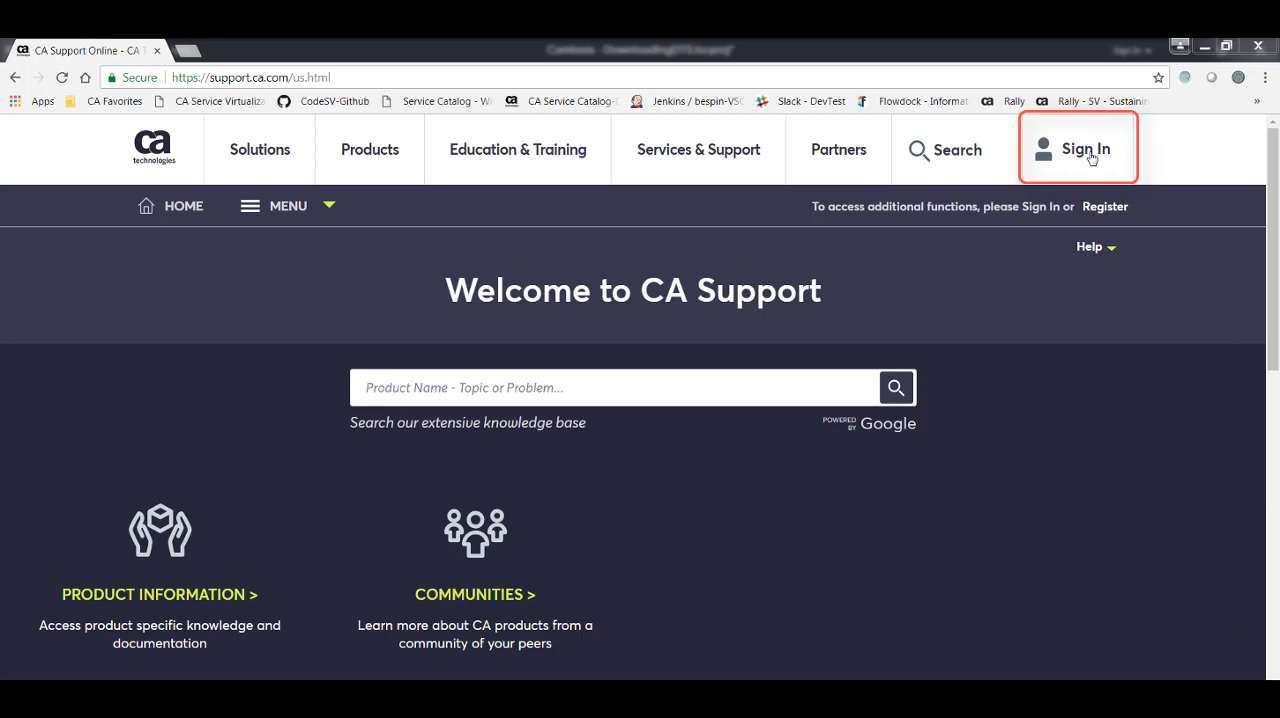 CA Support Online - CA T
Secure https://support.ca.com/us.html
Apps CA Favorites CA Service Virtualiza CodeSV-Github Service Catalog - Wi CA Service Catalog- Jenkins / bespin-VSC Slack - DevTest Flowdock - Informat Rally Rally - SV - Sustainin »
ca
technologies
Solutions Products Education & Training Services & Support Partners Search Sign In
HOME MENU To access additional functions, please Sign In or Register
Help
Welcome to CA Support
Product Name - Topic or Problem...
Search our extensive knowledge base POWERED BY Google
PRODUCT INFORMATION > COMMUNITIES >
Access product specific knowledge and
documentation
Learn more about CA products from a
community of your peers